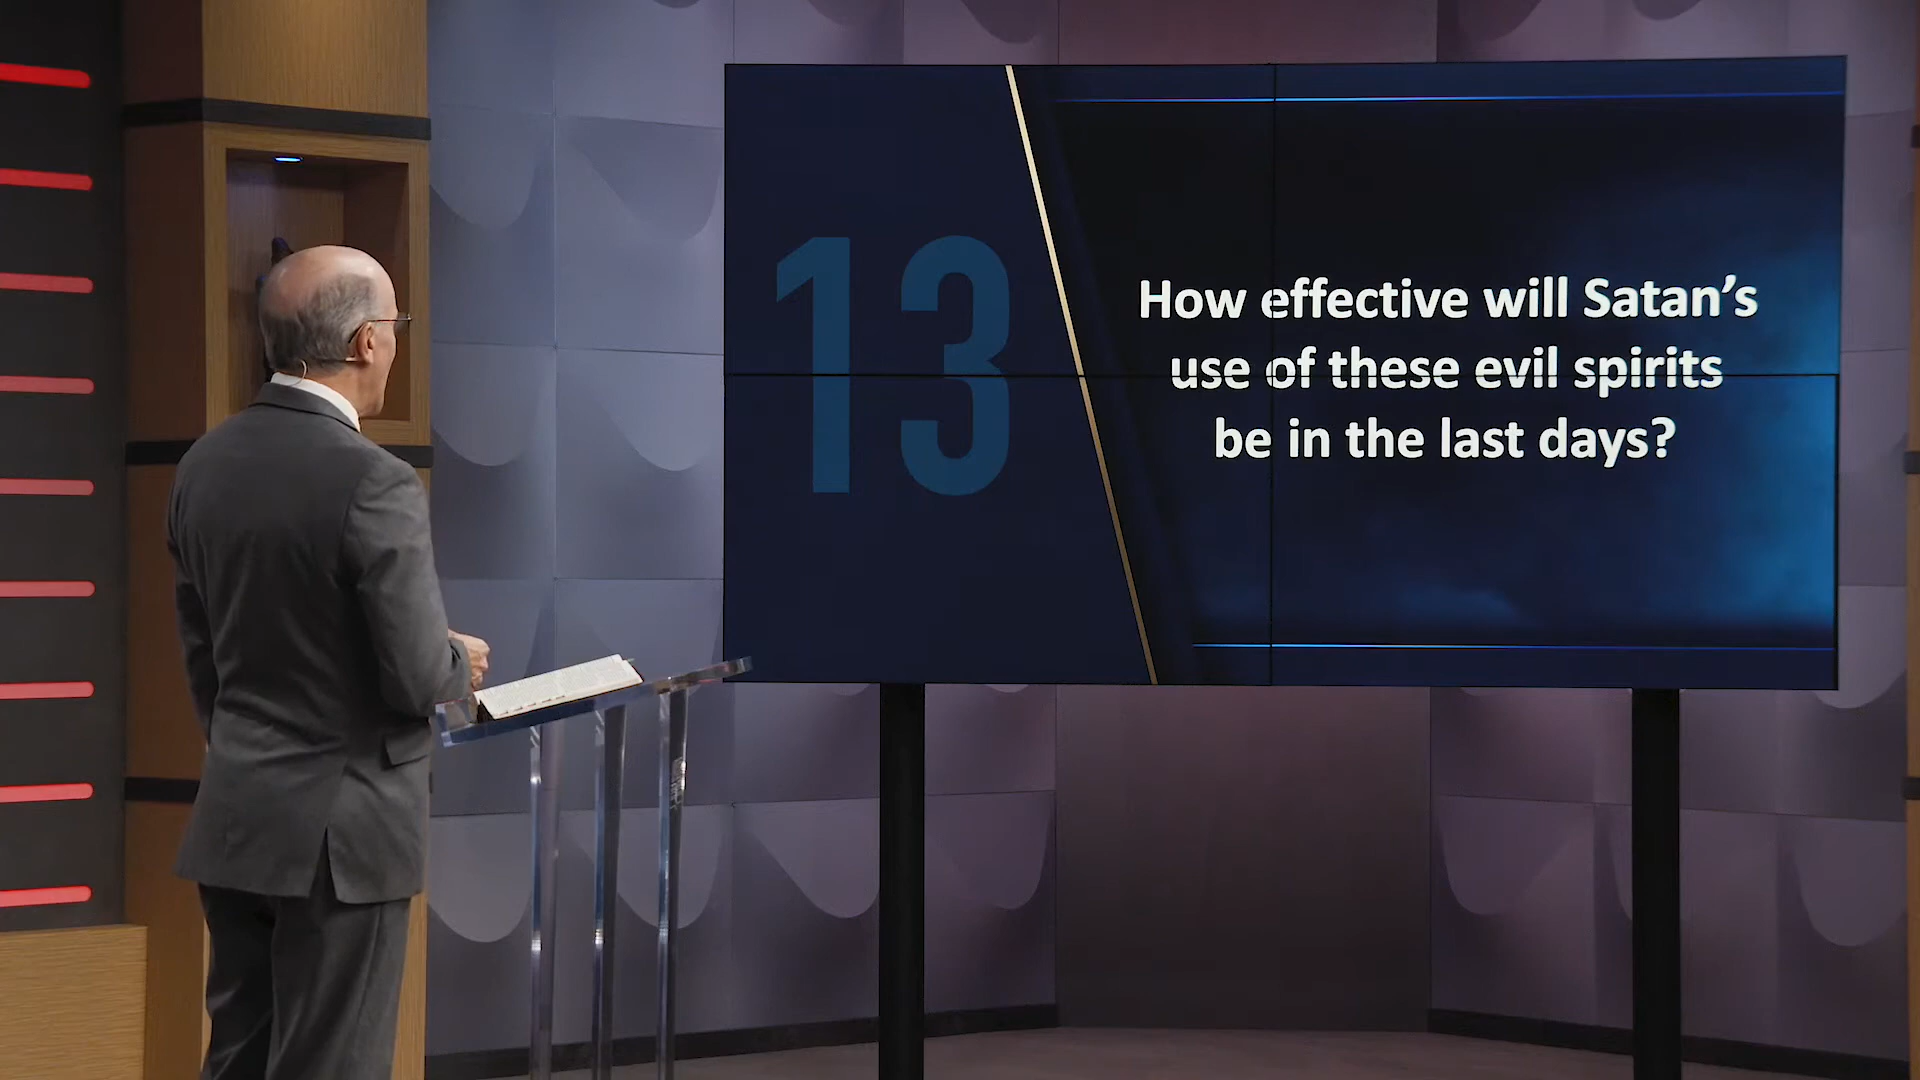 13
How effective will Satan's
use of these evil spirits
be in the last days?